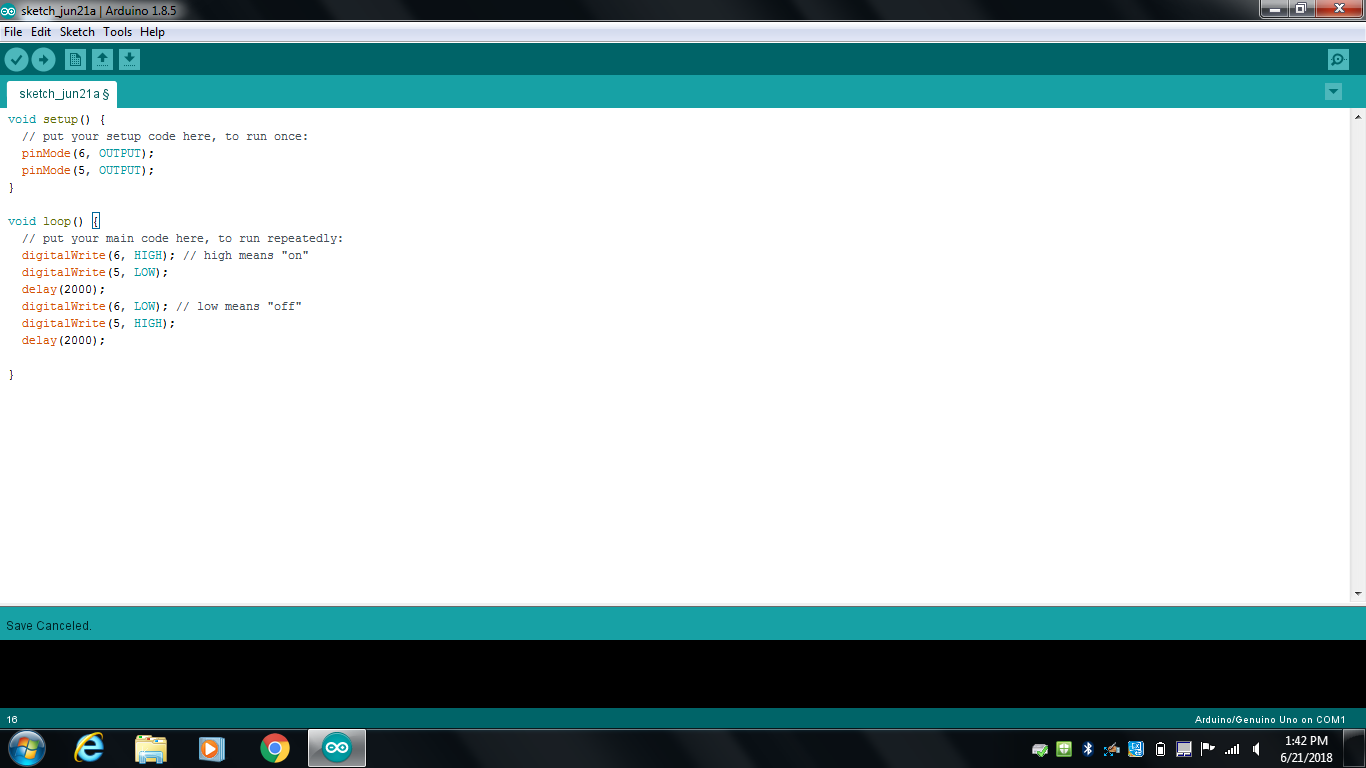 sketch_jun21a | Arduino 1.8.5
File Edit Sketch Tools Help
sketch_jun21a §
void setup() {
  // put your setup code here, to run once:
  pinMode(6, OUTPUT);
  pinMode(5, OUTPUT);
}
void loop() {
  // put your main code here, to run repeatedly:
  digitalWrite(6, HIGH); // high means "on"
  digitalWrite(5, LOW);
  delay(2000);
  digitalWrite(6, LOW); // low means "off"
  digitalWrite(5, HIGH);
  delay(2000);
}
Save Canceled.
16 Arduino/Genuino Uno on COM1
1:42 PM
6/21/2018